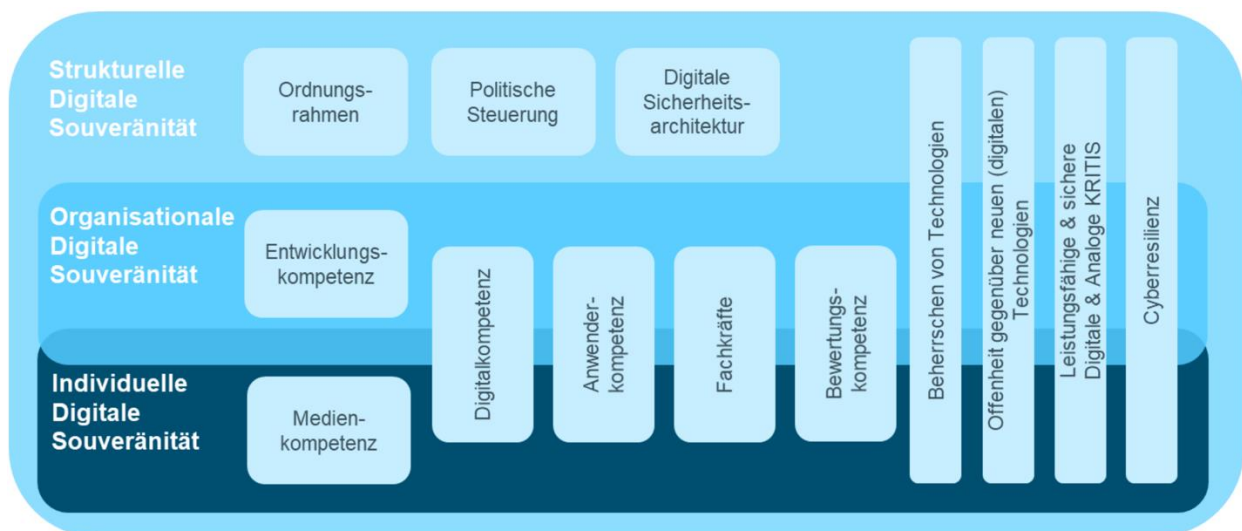 Strukturelle
Digitale
Souveränität
Ordnungs-
rahmen
Politische
Steuerung
Digitale
Sicherheits-
architektur
Organisationale
Digitale
Souveränität
Entwicklungs-
kompetenz
Individuelle
Digitale
Souveränität
Medien-
kompetenz
Digitalkompetenz
Anwender-
kompetenz
Fachkräfte
Bewertungs-
kompetenz
Beherrschen von Technologien
Offenheit gegenüber neuen (digitalen)
Technologien
Leistungsfähige & sichere
Digitale & Analoge KRITIS
Cyberresilienz